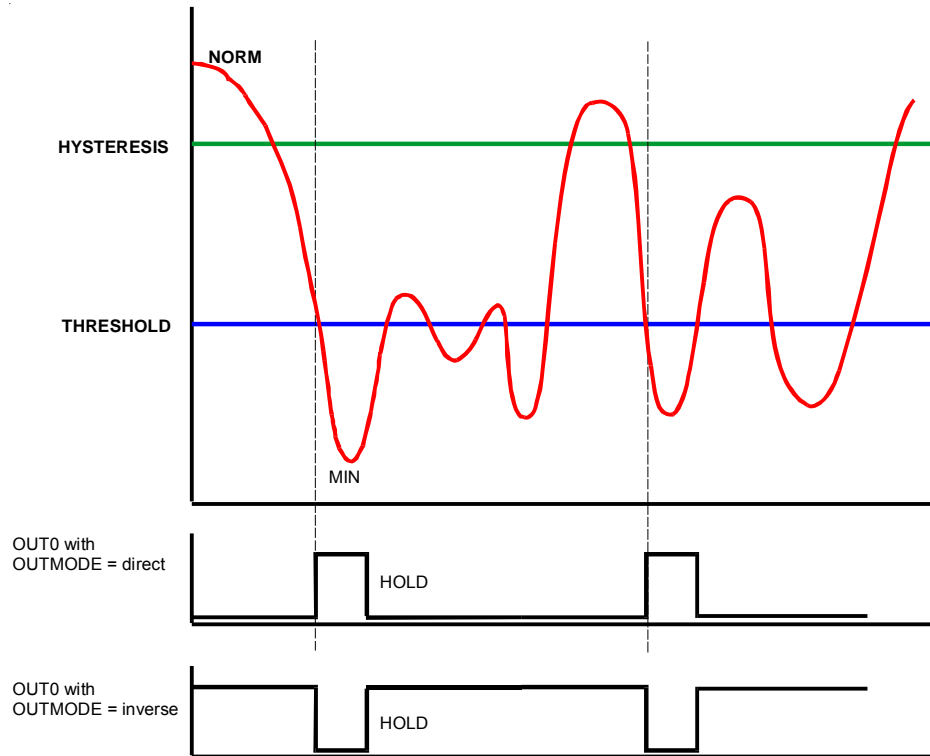 NORM
HYSTERESIS
THRESHOLD
MIN
OUT0 with
OUTMODE = direct
HOLD
OUT0 with
OUTMODE = inverse
HOLD